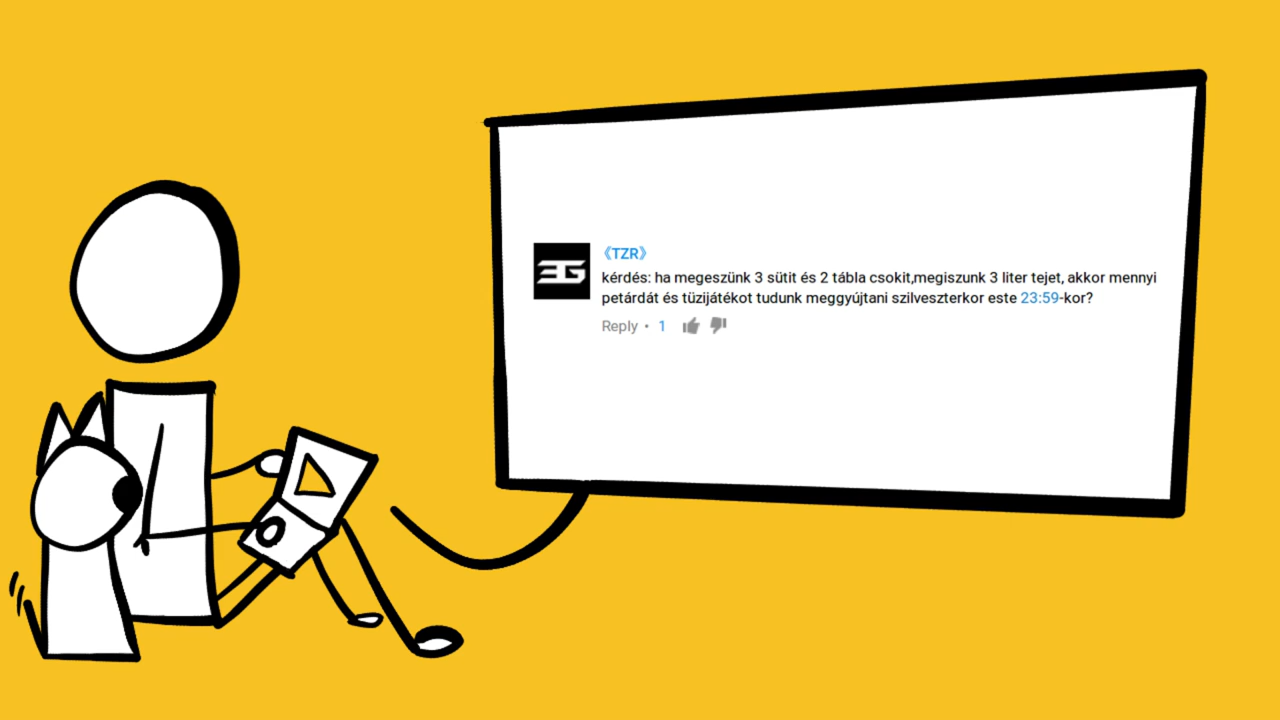 《TZR》
kérdés: ha megeszünk 3 sütit és 2 tábla csokit,megiszunk 3 liter tejet, akkor mennyi
petárdát és tüzijátékot tudunk meggyújtani szilveszterkor este 23:59-kor?
Reply • 1